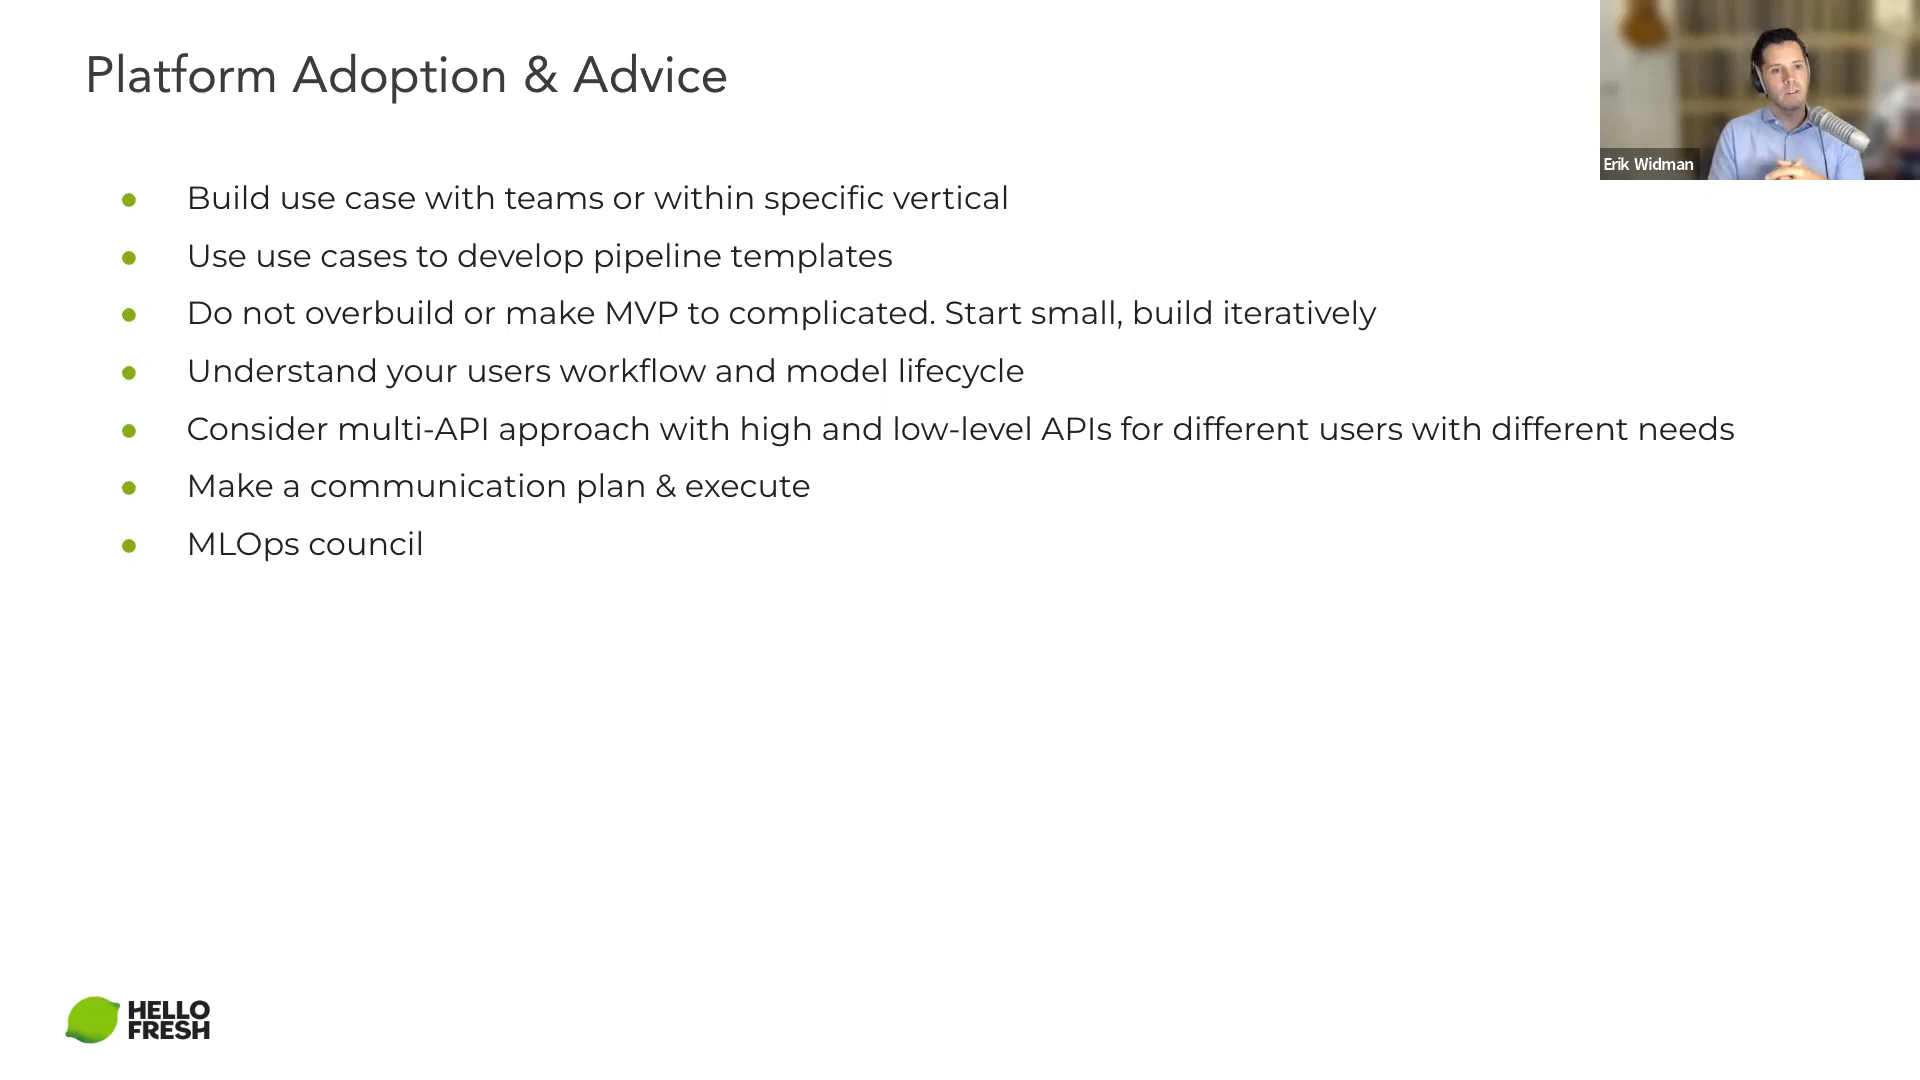 Platform Adoption & Advice
Erik Widman
Build use case with teams or within specific vertical
Use use cases to develop pipeline templates
Do not overbuild or make MVP to complicated. Start small, build iteratively
Understand your users workflow and model lifecycle
Consider multi-API approach with high and low-level APIs for different users with different needs
Make a communication plan & execute
MLOps council
HELLO
FRESH